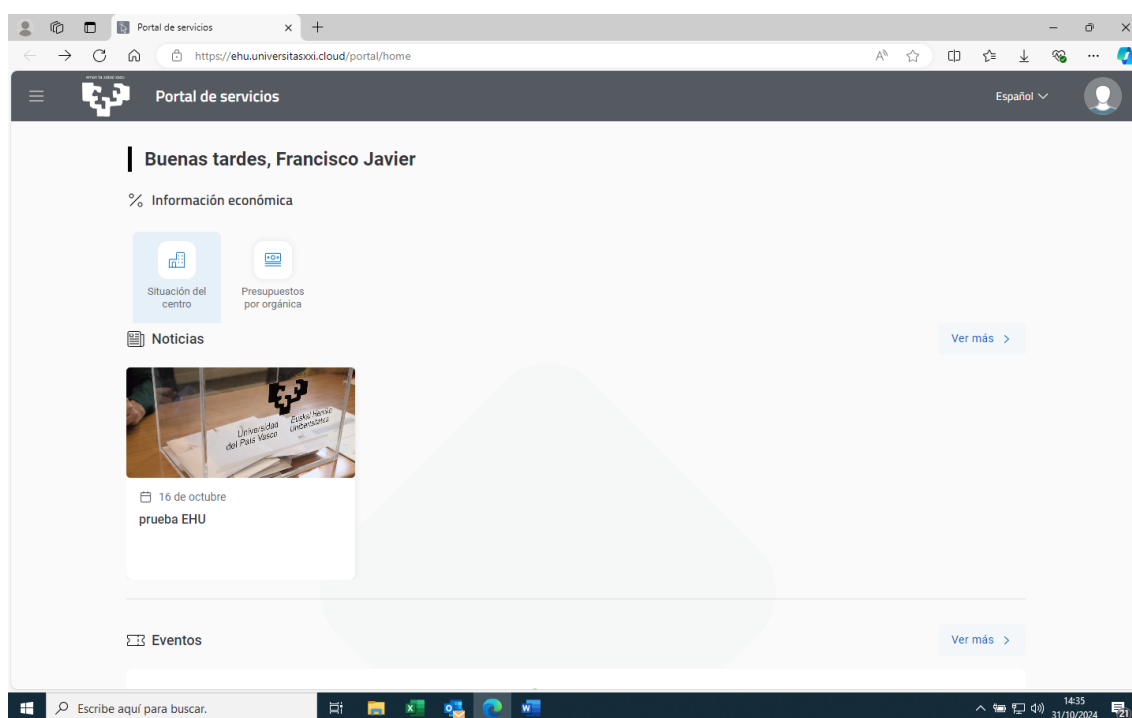 Portal de servicios
https://ehu.universitasxxi.cloud/portal/home
Portal de servicios
Español
Buenas tardes, Francisco Javier
Información económica
Situación del
centro
Presupuestos
por orgánica
Noticias
Ver más
Universidad
del País Vasco
Euskal Herriko
Unibertsitatea
16 de octubre
prueba EHU
Eventos
Ver más
Escribe aquí para buscar.
14:35
31/10/2024
21